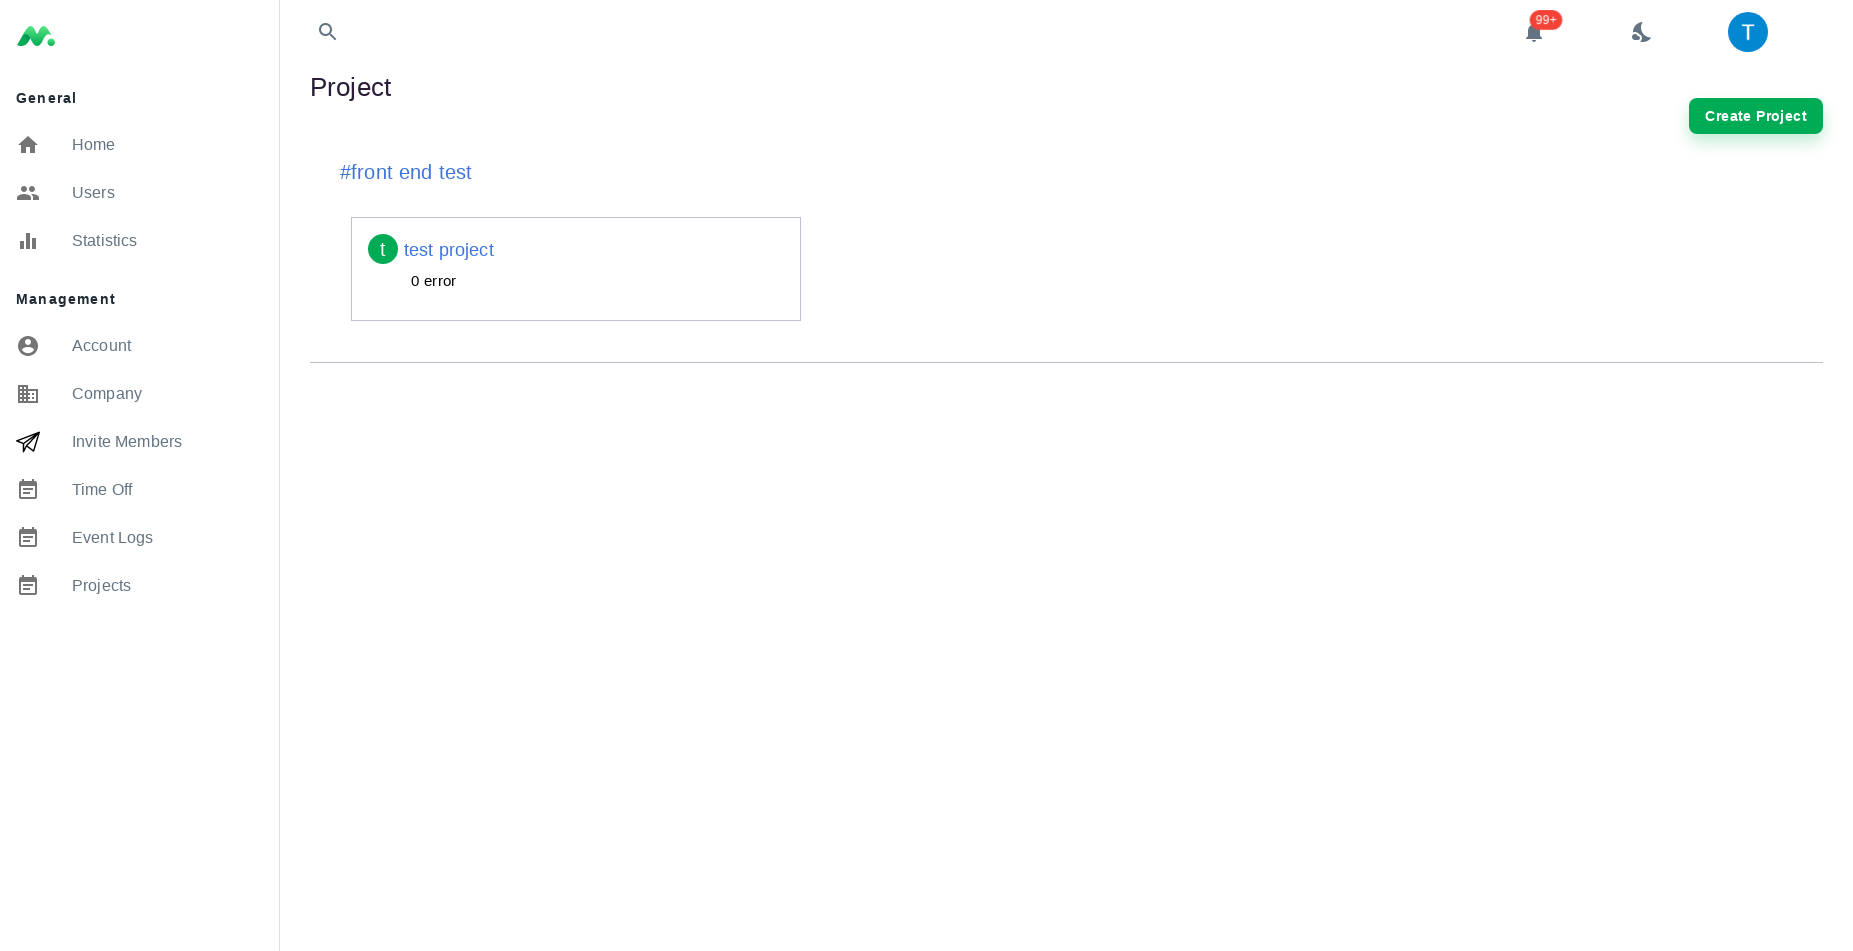 99+
T
Project
Create Project
General
Home
Users
Statistics
Management
Account
Company
Invite Members
Time Off
Event Logs
Projects
#front end test
t test project
0 error